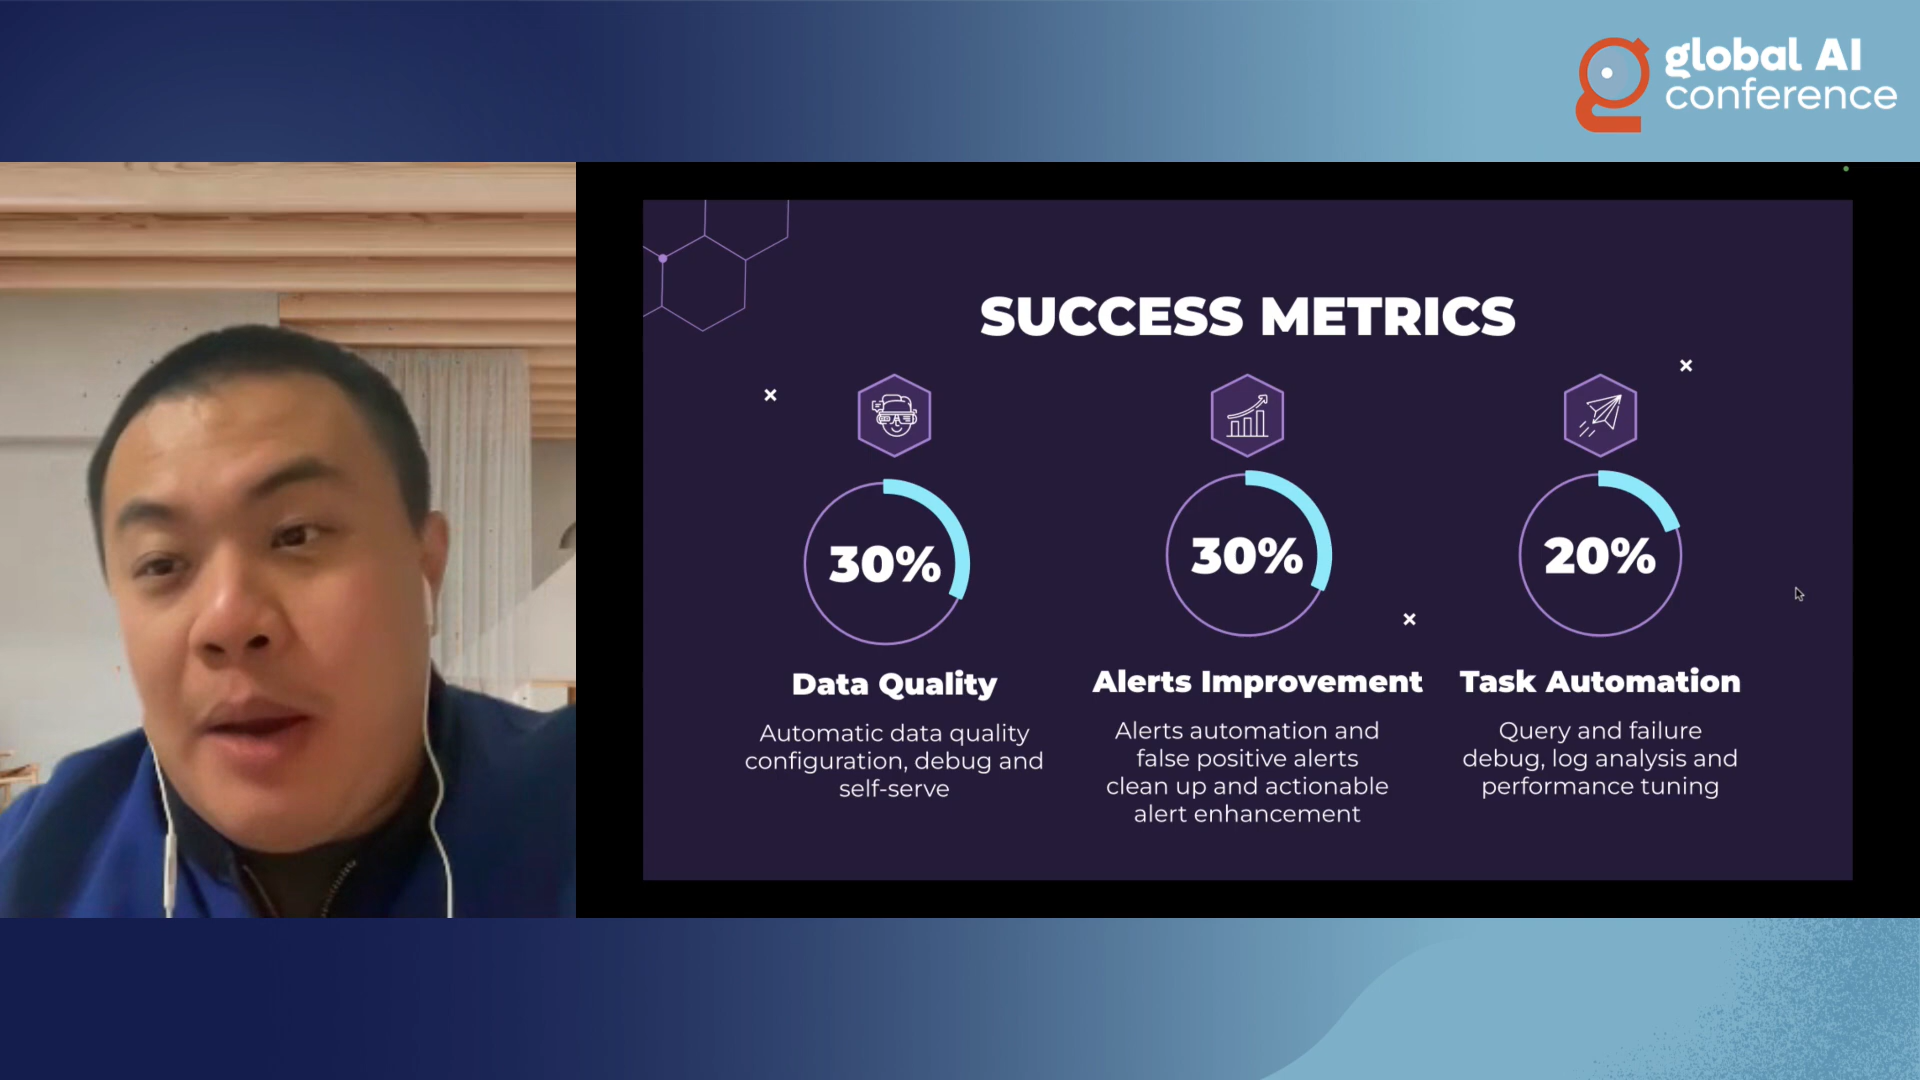 global AI
conference
SUCCESS METRICS
30%
Data Quality
Automatic data quality
configuration, debug and
self-serve
30%
Alerts Improvement
Alerts automation and
false positive alerts
clean up and actionable
alert enhancement
20%
Task Automation
Query and failure
debug, log analysis and
performance tuning